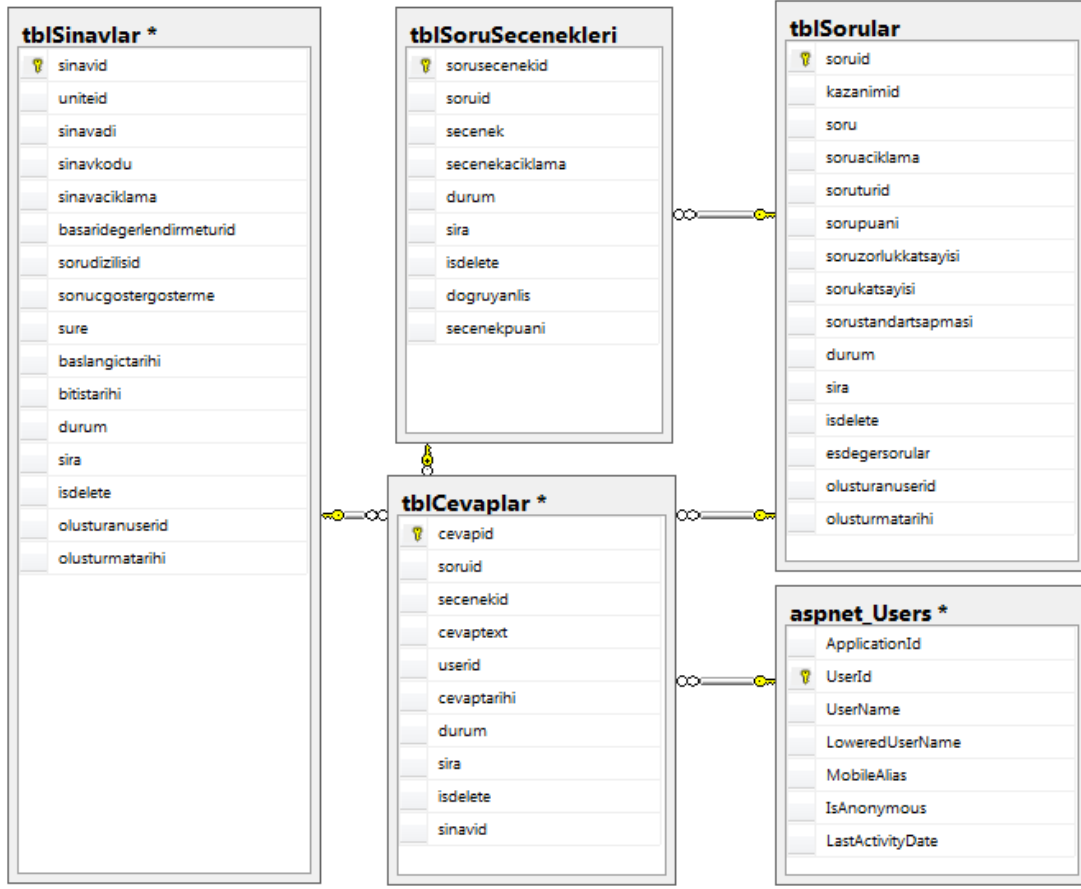 tblSinavlar *
sinavid
uniteid
sinavadi
sinavkodu
sinavaciklama
basaridegerlendirmeturid
sorudizilisid
sonucgostergosterme
sure
baslangictarihi
bitistarihi
durum
sira
isdelete
olusturanuserid
olusturmatarihi
tblSoruSecenekleri
sorusecenekid
soruid
secenek
secenekaciklama
durum
sira
isdelete
dogruyanlis
secenekpuani
tblSorular
soruid
kazanimid
soru
soruaciklama
soruturid
sorupuani
soruzorlukkatsayisi
sorukatsayisi
sorustandartsapmasi
durum
sira
isdelete
esdegersorular
olusturanuserid
olusturmatarihi
tblCevaplar *
cevapid
soruid
secenekid
cevaptext
userid
cevaptarihi
durum
sira
isdelete
sinavid
aspnet_Users *
ApplicationId
UserId
UserName
LoweredUserName
MobileAlias
IsAnonymous
LastActivityDate